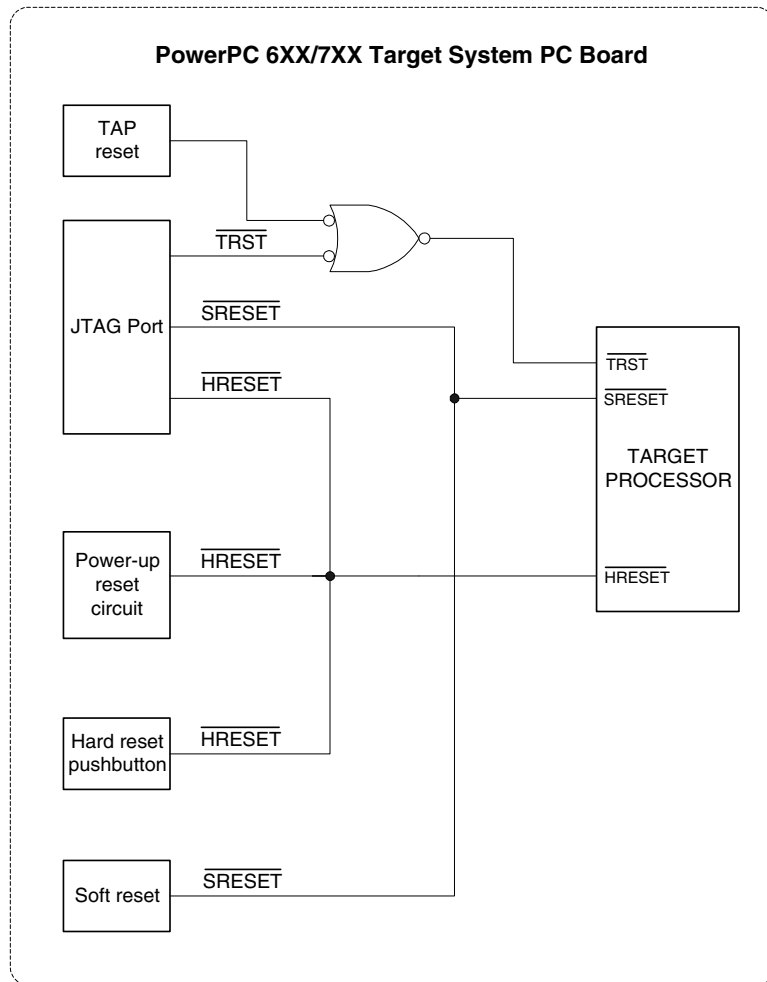 PowerPC 6XX/7XX Target System PC Board
TAP
reset
TRST
JTAG Port
SRESET
HRESET
TRST
SRESET
TARGET
PROCESSOR
HRESET
Power-up
reset
circuit
HRESET
Hard reset
pushbutton
HRESET
Soft reset
SRESET